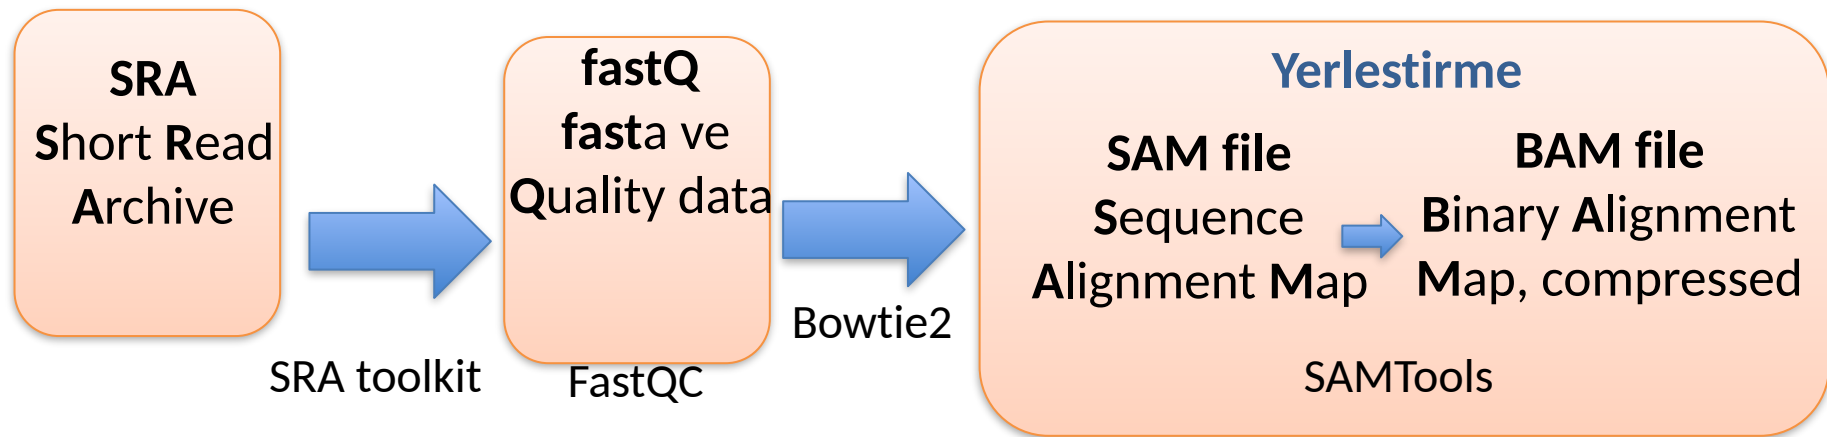 SRA
Short Read
Archive
SRA toolkit
fastQ
fasta ve
Quality data
FastQC
Bowtie2
Yerlestirme
SAM file
Sequence
Alignment Map
BAM file
Binary Alignment
Map, compressed
SAMTools